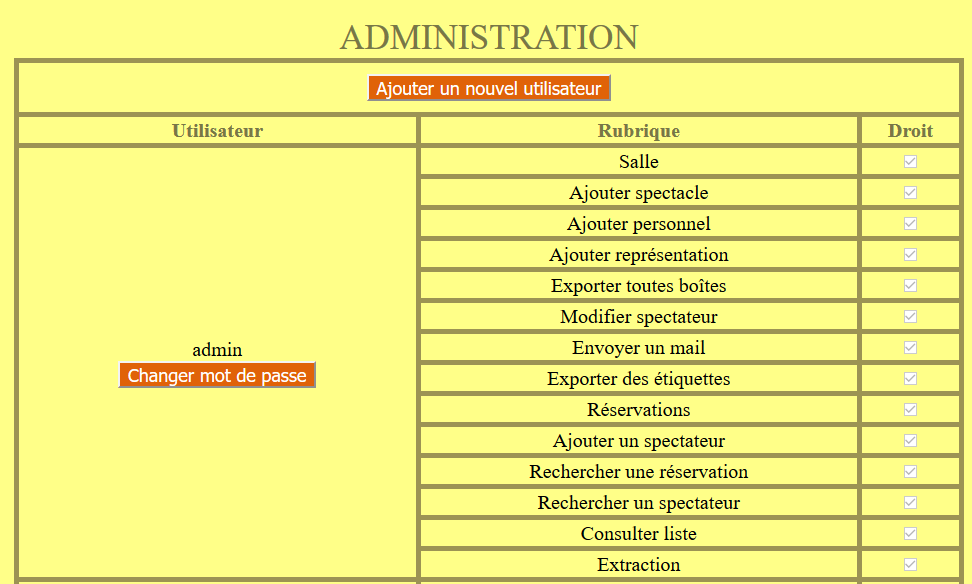 ADMINISTRATION
Ajouter un nouvel utilisateur
Utilisateur Rubrique Droit
Salle
Ajouter spectacle
Ajouter personnel
Ajouter représentation
Exporter toutes boîtes
Modifier spectateur
admin
Envoyer un mail
Changer mot de passe
Exporter des étiquettes
Réservations
Ajouter un spectateur
Rechercher une réservation
Rechercher un spectateur
Consulter liste
Extraction